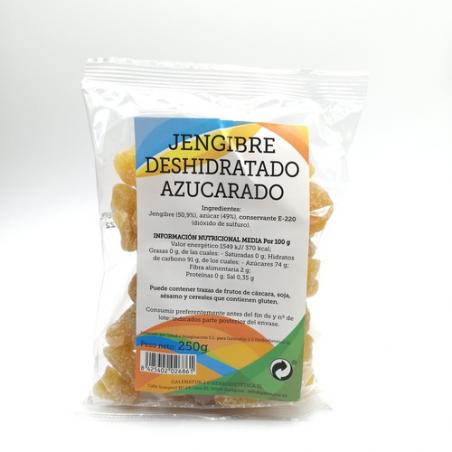 JENGIBRE
DESHIDRATADO
AZUCARADO
Ingredientes:
Jengibre (50,9%), azúcar (49%), conservante E-220
(dióxido de sulfuro).
INFORMACIÓN NUTRICIONAL MEDIA Por 100 g
Valor energético 1549 kJ/ 370 kcal;
Grasas 0 g, de las cuales: - Saturadas 0 g; Hidratos
de carbono 91 g, de los cuales: - Azúcares 74 g;
Fibra alimentaria 2 g;
Proteínas 0 g; Sal 0,35 g
Puede contener trazas de frutos de cáscara, soja,
sésamo y cereales que contienen gluten.
Consumir preferentemente antes del fin de y nº de
lote: indicados parte posterior del envase.
Peso neto: 250g
8 425402 026861